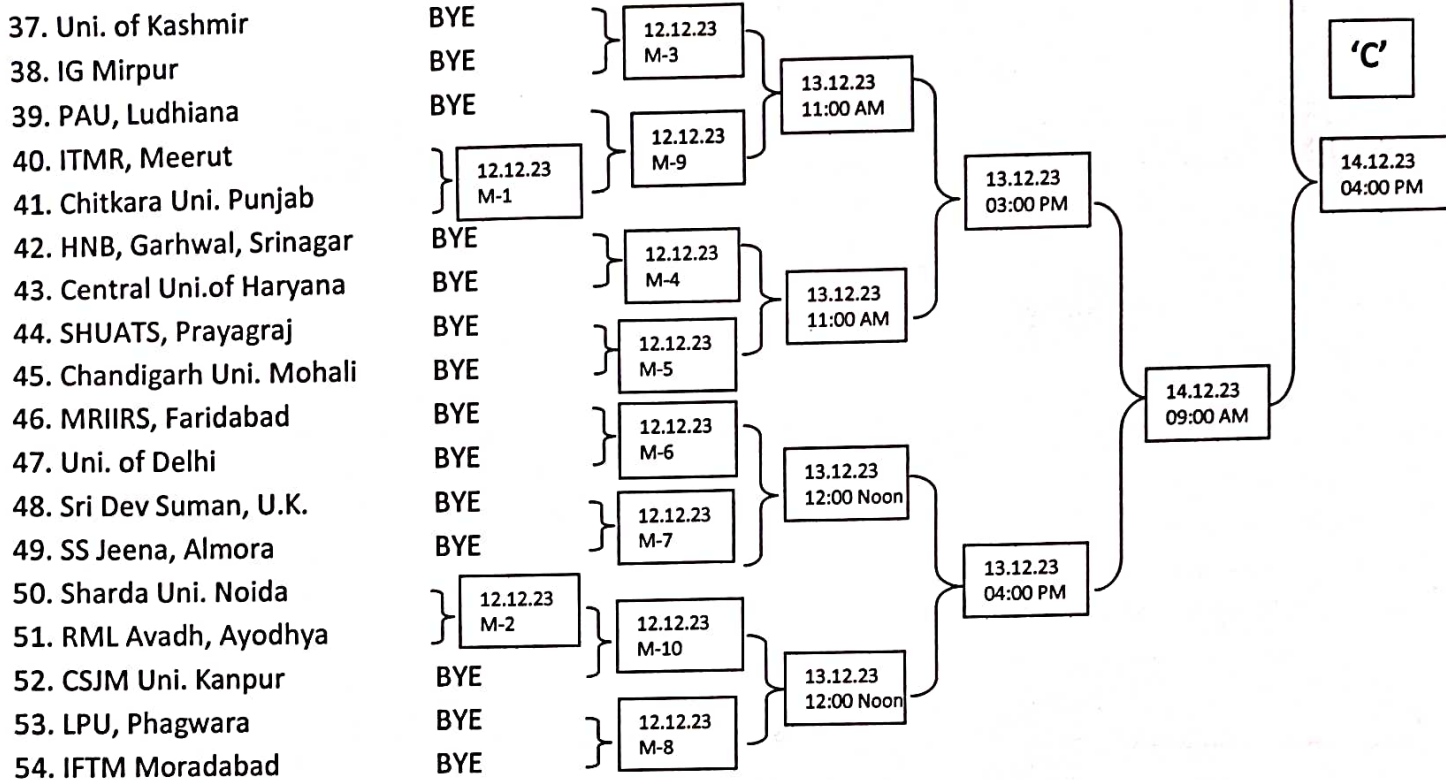 37. Uni. of Kashmir BYE
38. IG Mirpur BYE
39. PAU, Ludhiana BYE
40. ITMR, Meerut
41. Chitkara Uni. Punjab
42. HNB, Garhwal, Srinagar BYE
43. Central Uni.of Haryana BYE
44. SHUATS, Prayagraj BYE
45. Chandigarh Uni. Mohali BYE
46. MRIIRS, Faridabad BYE
47. Uni. of Delhi BYE
48. Sri Dev Suman, U.K. BYE
49. SS Jeena, Almora BYE
50. Sharda Uni. Noida
51. RML Avadh, Ayodhya
52. CSJM Uni. Kanpur BYE
53. LPU, Phagwara BYE
54. IFTM Moradabad BYE
12.12.23
M-1
12.12.23
M-2
12.12.23
M-3
12.12.23
M-9
12.12.23
M-4
12.12.23
M-5
12.12.23
M-6
12.12.23
M-7
12.12.23
M-10
12.12.23
M-8
13.12.23
11:00 AM
13.12.23
11:00 AM
13.12.23
12:00 Noon
13.12.23
12:00 Noon
13.12.23
03:00 PM
13.12.23
04:00 PM
14.12.23
09:00 AM
'C'
14.12.23
04:00 PM